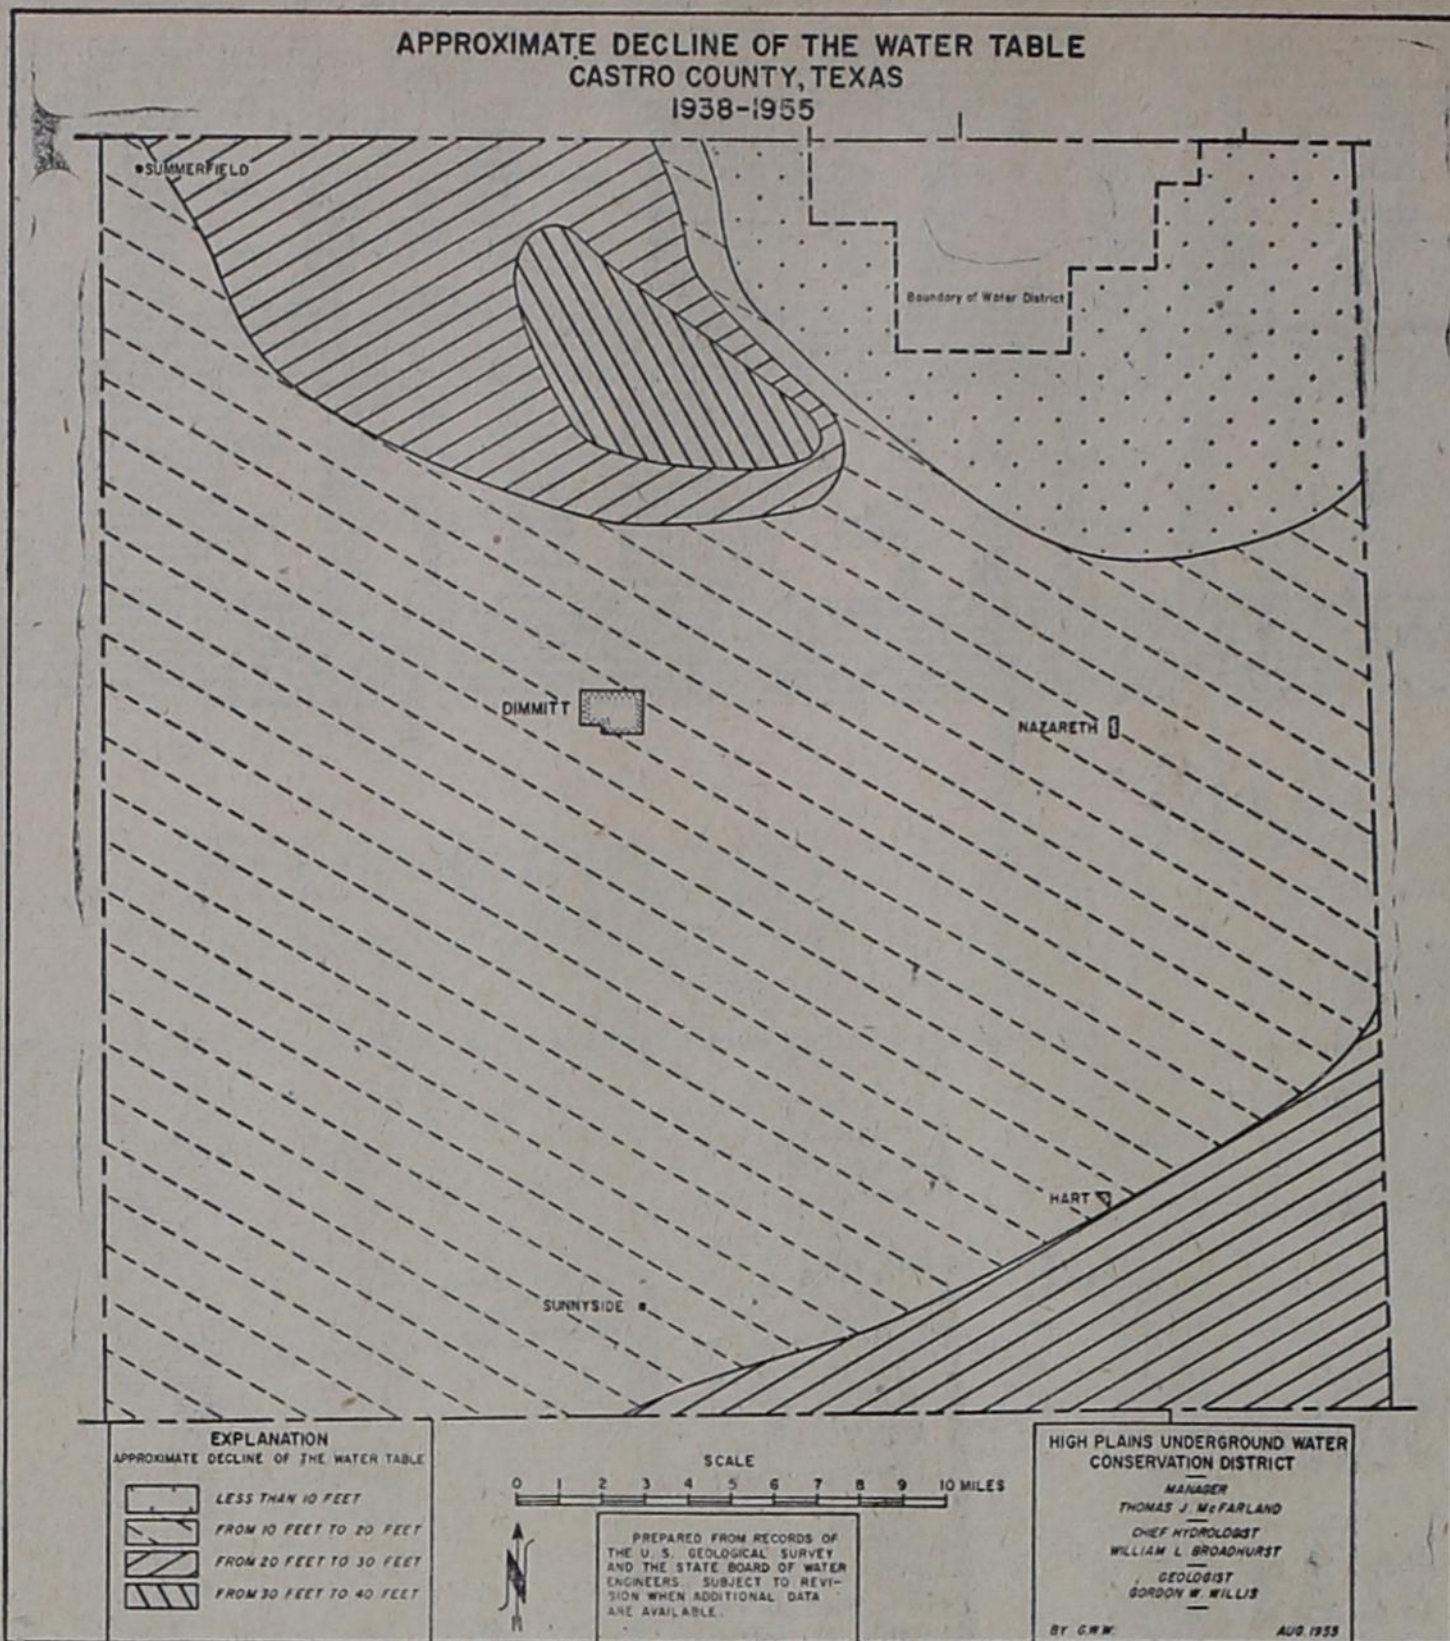 APPROXIMATE DECLINE OF THE WATER TABLE
CASTRO COUNTY, TEXAS
1938-1955
SUMMERFIELD
Boundary of Water District
DIMMITT
NAZARETH
HART
SUNNYSIDE
EXPLANATION
APPROXIMATE DECLINE OF THE WATER TABLE
LESS THAN 10 FEET
FROM 10 FEET TO 20 FEET
FROM 20 FEET TO 30 FEET
FROM 30 FEET TO 40 FEET
SCALE
0 1 2 3 4 5 6 7 8 9 10 MILES
N
PREPARED FROM RECORDS OF
THE U. S. GEOLOGICAL SURVEY
AND THE STATE BOARD OF WATER
ENGINEERS. SUBJECT TO REVI-
SION WHEN ADDITIONAL DATA
ARE AVAILABLE.
HIGH PLAINS UNDERGROUND WATER
CONSERVATION DISTRICT
MANAGER
THOMAS J. McFARLAND
CHIEF HYDROLOGIST
WILLIAM L. BROADHURST
GEOLOGIST
GORDON W. WILLIS
BY G.W.W. AUG. 1955